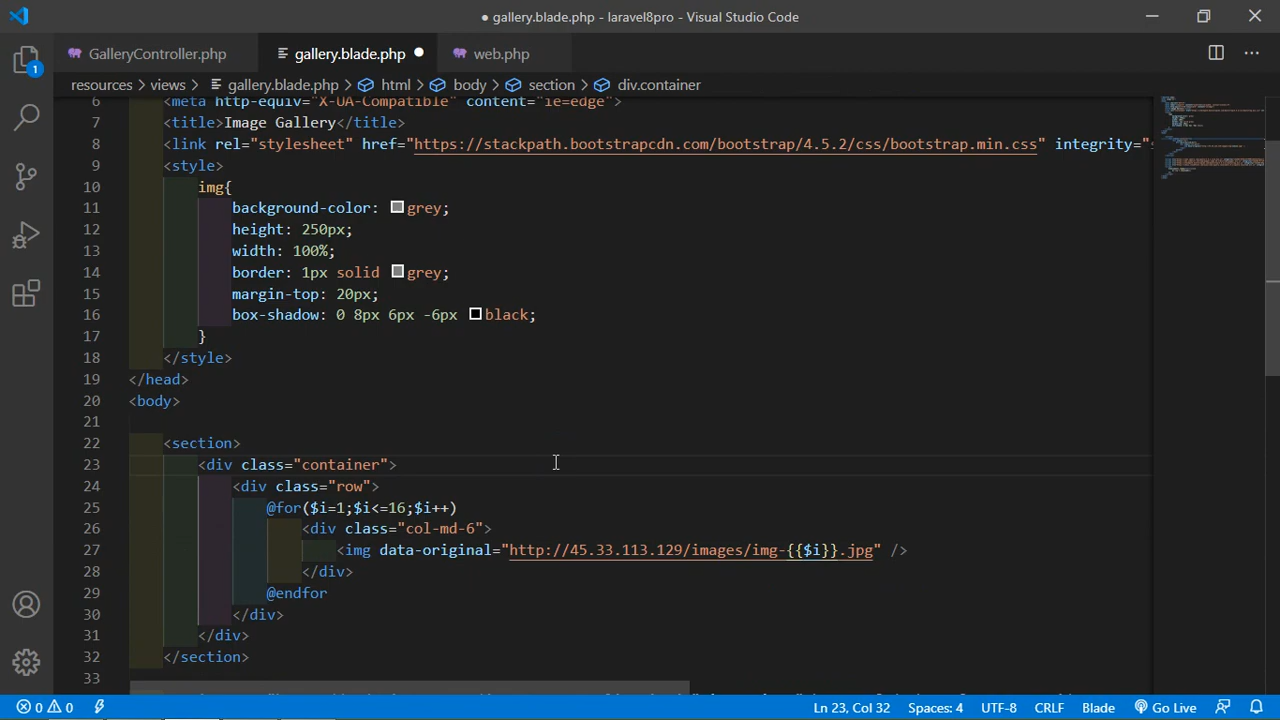 ● gallery.blade.php - laravel8pro - Visual Studio Code
GalleryController.php
gallery.blade.php ●
web.php
resources > views > gallery.blade.php > html > body > section > div.container
1
6 <meta http-equiv="X-UA-Compatible" content="ie=edge">
7 <title>Image Gallery</title>
8 <link rel="stylesheet" href="https://stackpath.bootstrapcdn.com/bootstrap/4.5.2/css/bootstrap.min.css" integrity="s
9 <style>
10 img{
11 background-color: grey;
12 height: 250px;
13 width: 100%;
14 border: 1px solid grey;
15 margin-top: 20px;
16 box-shadow: 0 8px 6px -6px black;
17 }
18 </style>
19 </head>
20 <body>
21
22 <section>
23 <div class="container">
24 <div class="row">
25 @for($i=1;$i<=16;$i++)
26 <div class="col-md-6">
27 <img data-original="http://45.33.113.129/images/img-{{$i}}.jpg" />
28 </div>
29 @endfor
30 </div>
31 </div>
32 </section>
33
0 0 Ln 23, Col 32 Spaces: 4 UTF-8 CRLF Blade Go Live